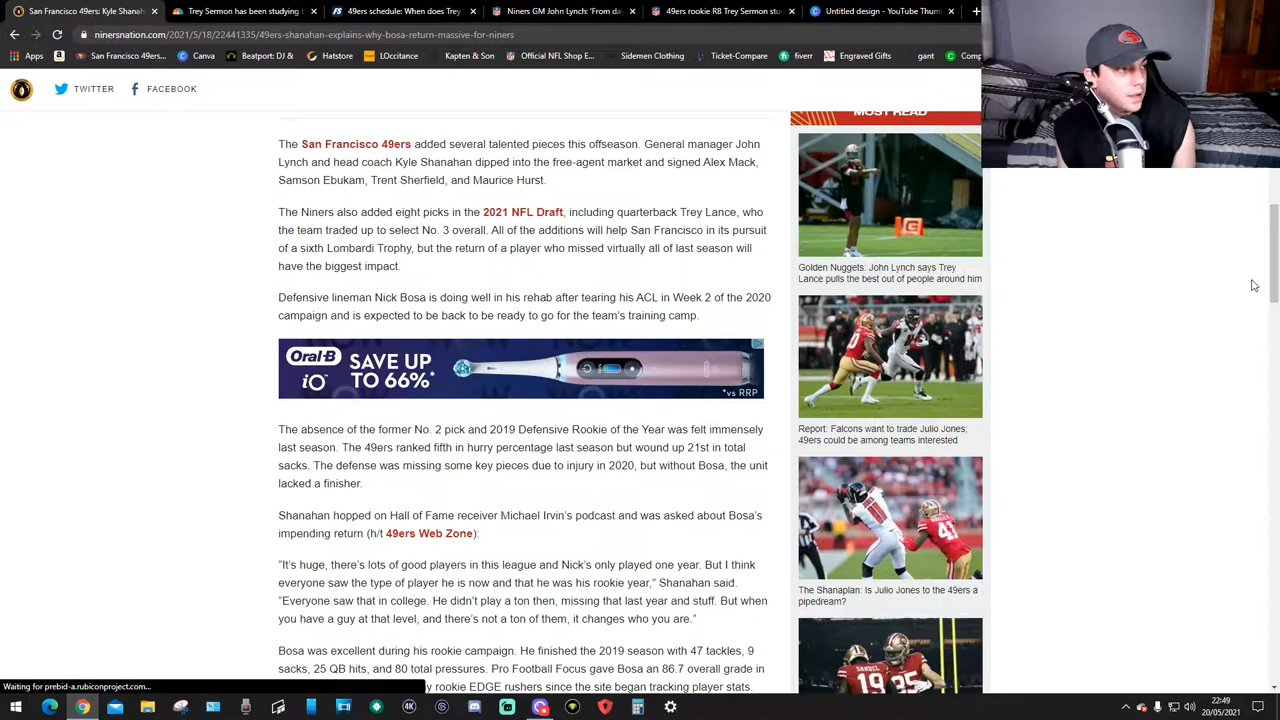 49ers news: Kyle Shanahan
Trey Sermon has been studying t
49ers schedule: When does Trey
Niners GM John Lynch: 'From day
49ers rookie RB Trey Sermon stu
Untitled design - YouTube Thum
ninersnation.com/2021/5/18/22441335/49ers-shanahan-explains-why-bosa-return-massive-for-niners
Apps
San Francisco 49ers...
Canva
Beatport: DJ &
Hatstore
LOccitance
Official NFL Shop E...
Sidemen Clothing
Ticket-Compare
fiverr
Engraved Gifts
gant
Comp
TWITTER
FACEBOOK
The San Francisco 49ers added several talented pieces this offseason. General manager John
Lynch and head coach Kyle Shanahan dipped into the free-agent market and signed Alex Mack,
Samson Ebukam, Trent Sherfield, and Maurice Hurst.
The Niners also added eight picks in the 2021 NFL Draft, including quarterback Trey Lance, who
the team traded up to select No. 3 overall. All of the additions will help San Francisco in its pursuit
of a sixth Lombardi Trophy, but the return of a player who missed virtually all of last season will
have the biggest impact.
Defensive lineman Nick Bosa is doing well in his rehab after tearing his ACL in Week 2 of the 2020
campaign and is expected to be back to be ready to go for the team's training camp.
Oral-B
iO
SAVE UP
TO 66%*
*vs RRP
The absence of the former No. 2 pick and 2019 Defensive Rookie of the Year was felt immensely
last season. The 49ers ranked fifth in hurry percentage last season but wound up 21st in total
sacks. The defense was missing some key pieces due to injury in 2020, but without Bosa, the unit
lacked a finisher.
Shanahan hopped on Hall of Fame receiver Michael Irvin's podcast and was asked about Bosa's
impending return (h/t 49ers Web Zone):
"It's huge, there's lots of good players in this league and Nick's only played one year. But I think
everyone saw the type of player he is now and that he was his rookie year," Shanahan said.
"Everyone saw that in college. He didn't play a ton then, missing that last year and stuff. But when
you have a guy at that level, and there's not a ton of them, it changes who you are."
Bosa was excellent during his rookie campaign. He finished the 2019 season with 47 tackles, 9
sacks, 25 QB hits, and 80 total pressures. Pro Football Focus gave Bosa an 86.7 overall grade in
y rookie EDGE rushers since the site began tracking player stats.
MOST READ
Golden Nuggets: John Lynch says Trey
Lance pulls the best out of people around him
Report: Falcons want to trade Julio Jones;
49ers could be among teams interested
11
41
The Shanaplan: Is Julio Jones to the 49ers a
pipedream?
SAMUEL
19
35
Waiting for prebid-a.rubiconproject.com...
22:49
20/05/2021